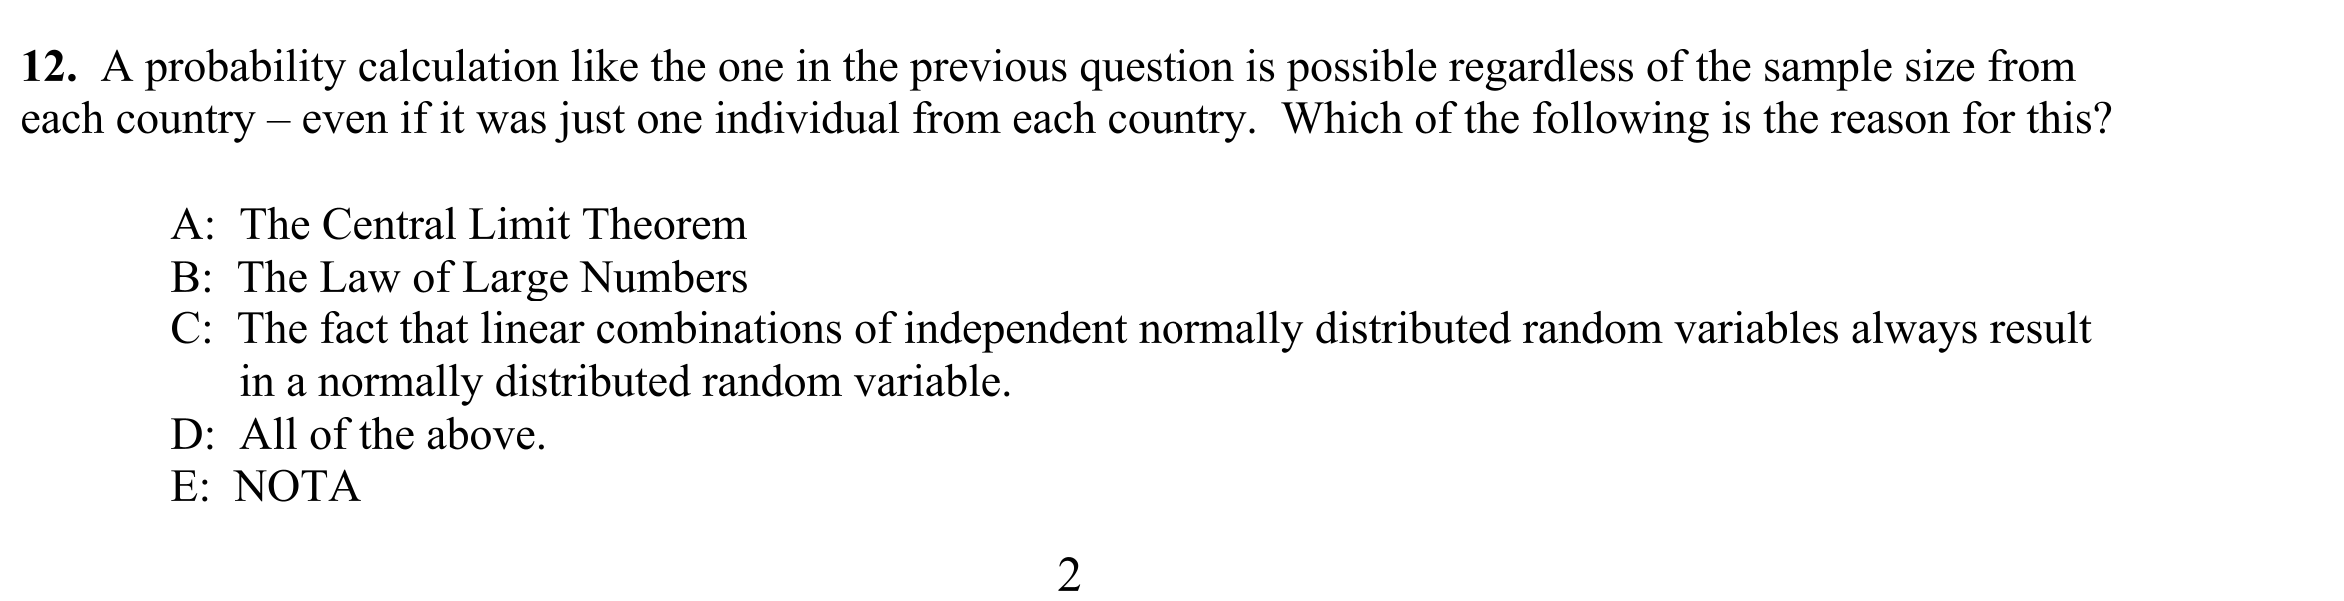 12. A probability calculation like the one in the previous question is possible regardless of the sample size from
each country – even if it was just one individual from each country. Which of the following is the reason for this?
A: The Central Limit Theorem
B: The Law of Large Numbers
C: The fact that linear combinations of independent normally distributed random variables always result
in a normally distributed random variable.
D: All of the above.
E: NOTA
2